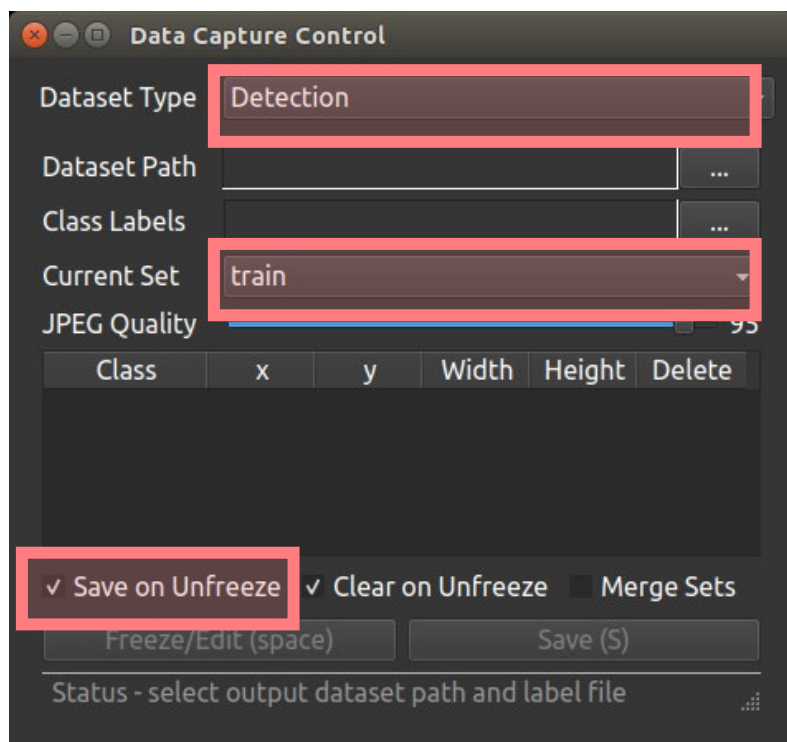 Data Capture Control
Dataset Type Detection
Dataset Path ...
Class Labels ...
Current Set train
JPEG Quality 95
Class x y Width Height Delete
Save on Unfreeze Clear on Unfreeze Merge Sets
Freeze/Edit (space) Save (S)
Status - select output dataset path and label file